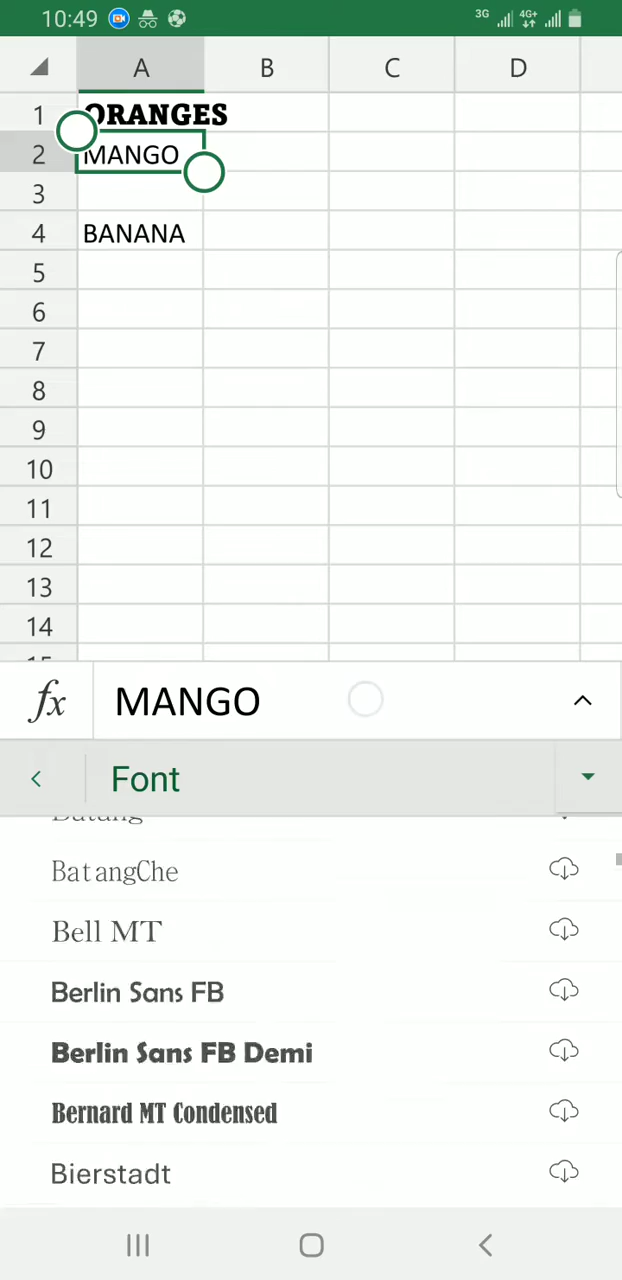 10:49 3G 4G+
A B C D
1 ORANGES
2 MANGO
3
4 BANANA
5
6
7
8
9
10
11
12
13
14
15
fx MANGO
Font
Batang
BatangChe
Bell MT
Berlin Sans FB
Berlin Sans FB Demi
Bernard MT Condensed
Bierstadt